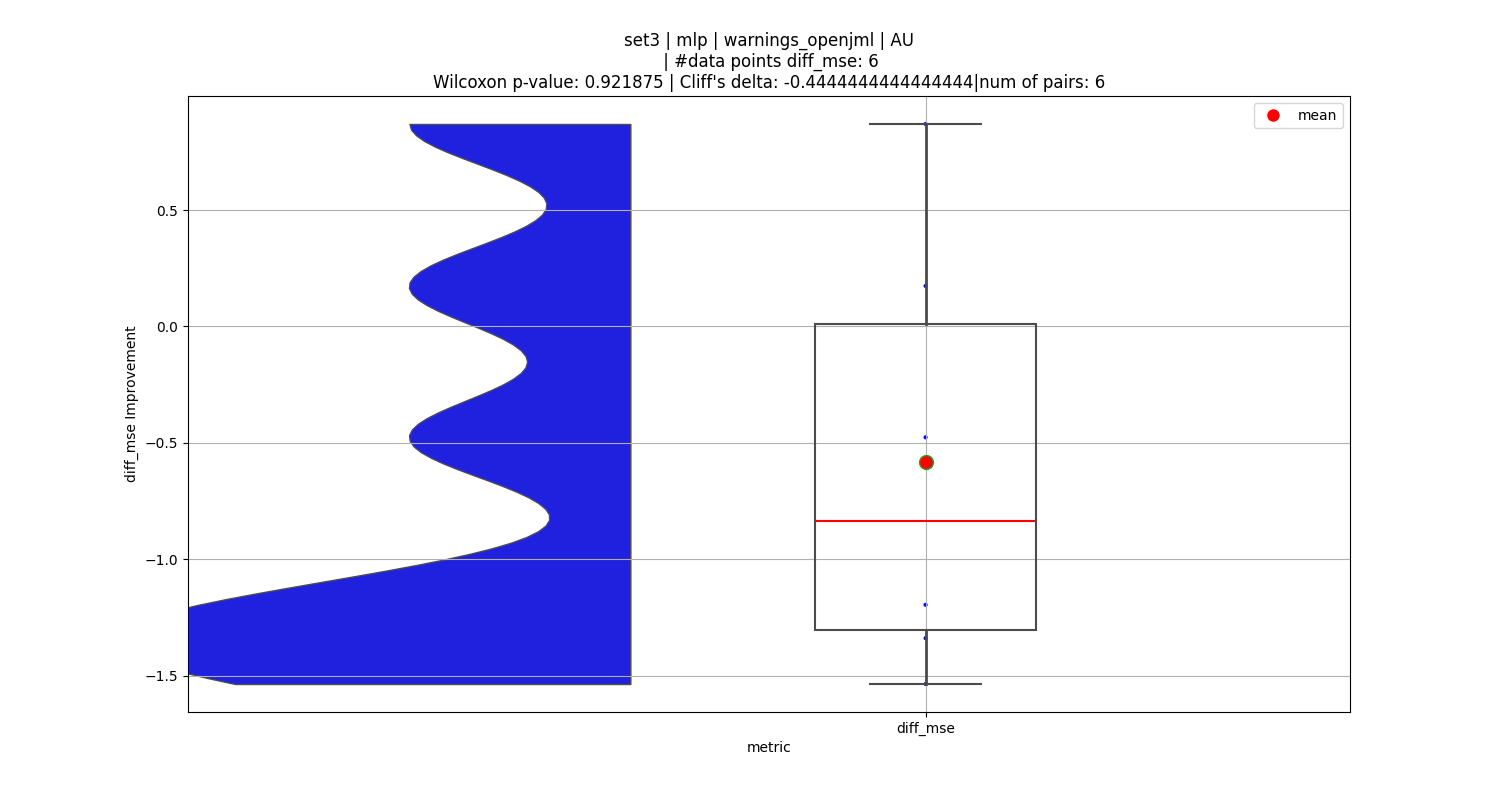 set3 | mlp | warnings_openjml | AU
| #data points diff_mse: 6
Wilcoxon p-value: 0.921875 | Cliff's delta: -0.4444444444444444|num of pairs: 6
mean
0.5
0.0
−0.5
−1.0
−1.5
diff_mse Improvement
diff_mse
metric